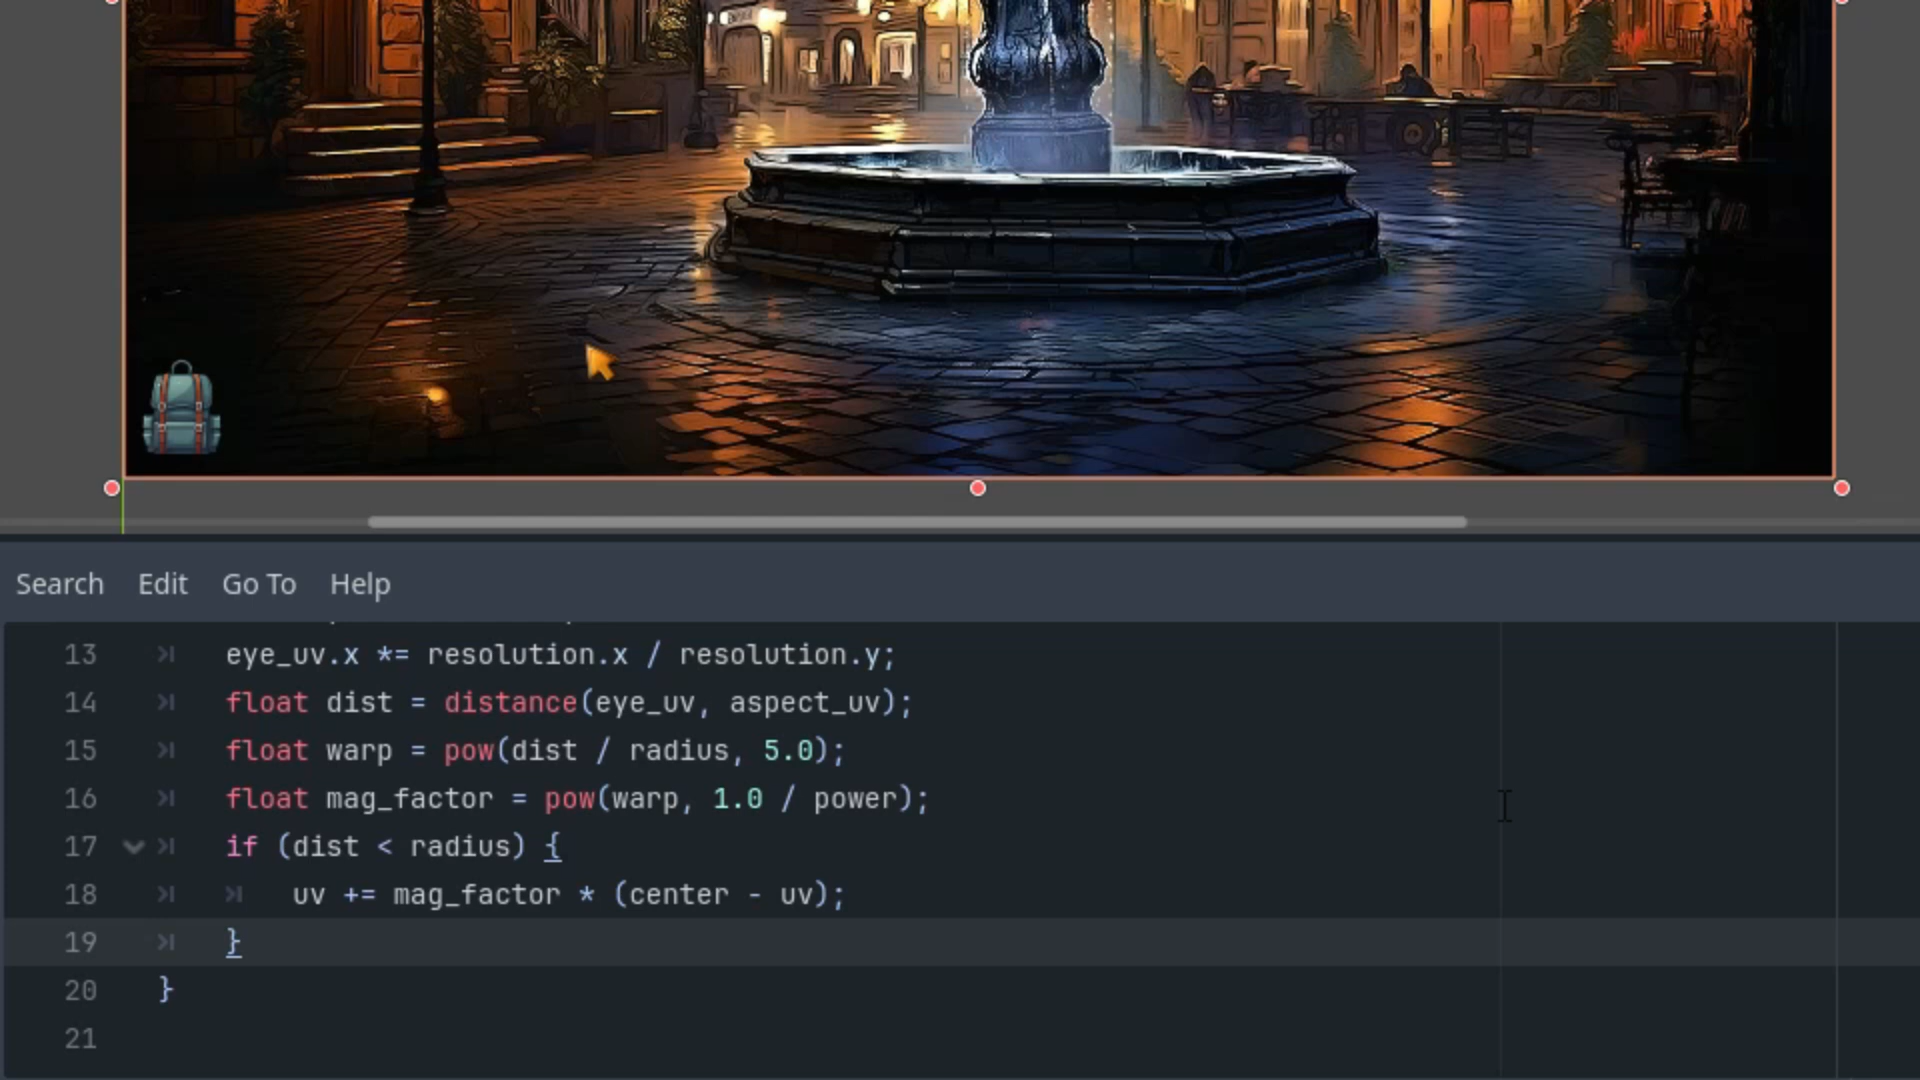 Search Edit Go To Help
13 eye_uv.x *= resolution.x / resolution.y;
14 float dist = distance(eye_uv, aspect_uv);
15 float warp = pow(dist / radius, 5.0);
16 float mag_factor = pow(warp, 1.0 / power);
17 if (dist < radius) {
18 uv += mag_factor * (center - uv);
19 }
20 }
21